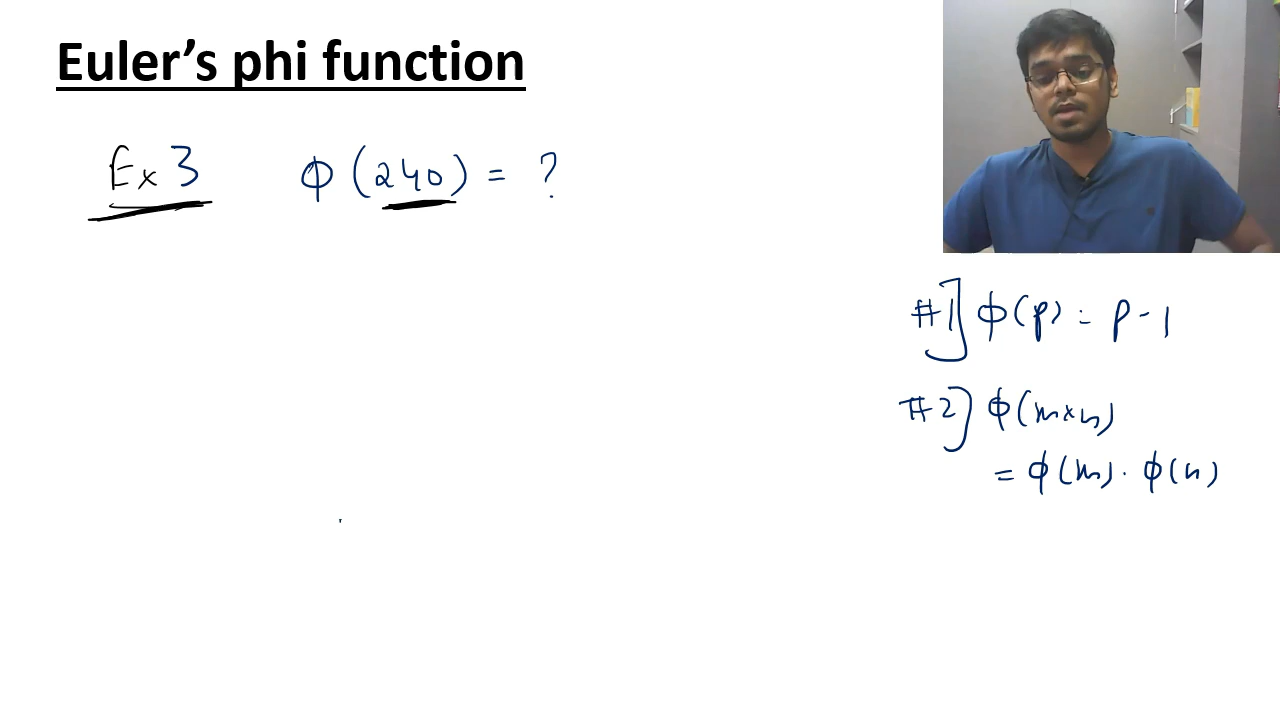 Euler’s phi function
Ex 3 ϕ(240) = ?
#1] ϕ(p) = p - 1
#2] ϕ(m×n)
= ϕ(m) . ϕ(n)